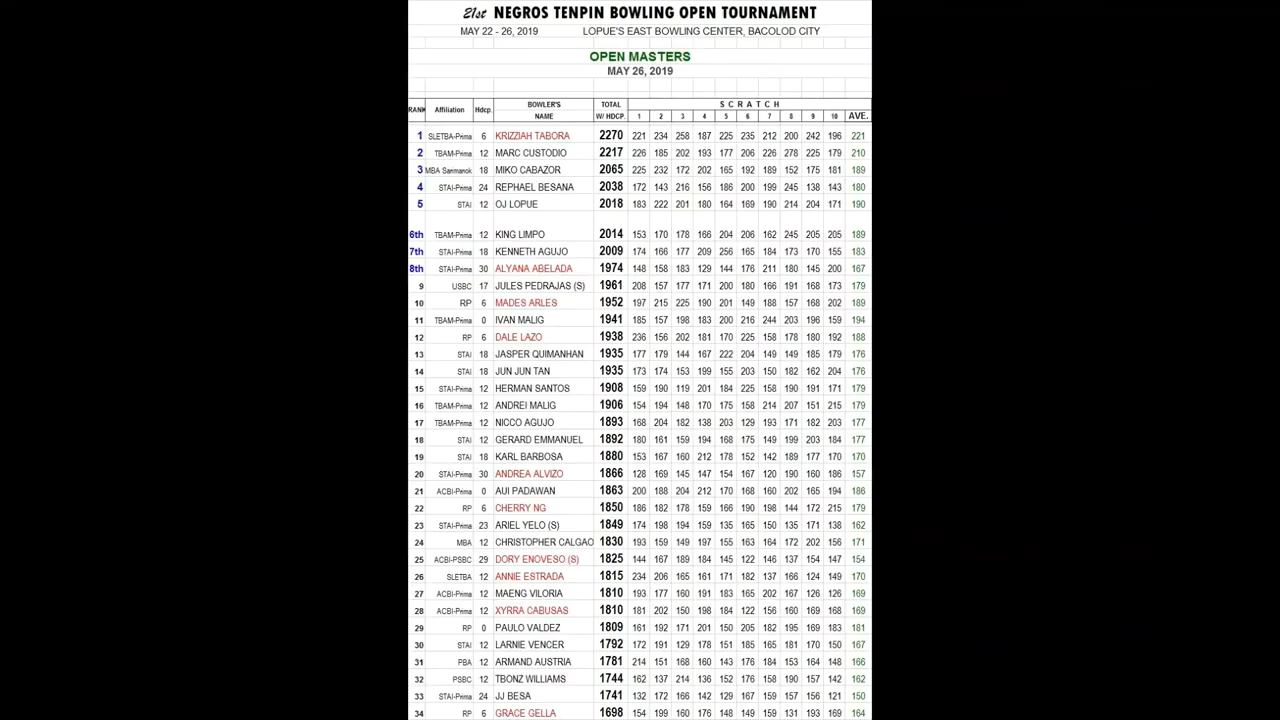 21st NEGROS TENPIN BOWLING OPEN TOURNAMENT
MAY 22 - 26, 2019 LOPUE'S EAST BOWLING CENTER, BACOLOD CITY
OPEN MASTERS
MAY 26, 2019
BOWLER'S TOTAL S C R A T C H
RANK Affiliation Hdcp. NAME W/ HDCP. 1 2 3 4 5 6 7 8 9 10 AVE.
1 SLETBA-Prima 6 KRIZZIAH TABORA 2270 221 234 258 187 225 235 212 200 242 196 221
2 TBAM-Prima 12 MARC CUSTODIO 2217 226 185 202 193 177 206 226 278 225 179 210
3 MBA Sarimanok 18 MIKO CABAZOR 2065 225 232 172 202 165 192 189 152 175 181 189
4 STAI-Prima 24 REPHAEL BESANA 2038 172 143 216 156 186 200 199 245 138 143 180
5 STAI 12 OJ LOPUE 2018 183 222 201 180 164 169 190 214 204 171 190
6th TBAM-Prima 12 KING LIMPO 2014 153 170 178 166 204 206 162 245 205 205 189
7th STAI-Prima 18 KENNETH AGUJO 2009 174 166 177 209 256 165 184 173 170 155 183
8th STAI-Prima 30 ALYANA ABELADA 1974 148 158 183 129 144 176 211 180 145 200 167
9 USBC 17 JULES PEDRAJAS (S) 1961 208 157 177 171 200 180 166 191 168 173 179
10 RP 6 MADES ARLES 1952 197 215 225 190 201 149 188 157 168 202 189
11 TBAM-Prima 0 IVAN MALIG 1941 185 157 198 183 200 216 244 203 196 159 194
12 RP 6 DALE LAZO 1938 236 156 202 181 170 225 158 178 180 192 188
13 STAI 18 JASPER QUIMANHAN 1935 177 179 144 167 222 204 149 149 185 179 176
14 STAI 18 JUN JUN TAN 1935 173 174 153 199 155 203 150 182 162 204 176
15 STAI-Prima 12 HERMAN SANTOS 1908 159 190 119 201 184 225 158 190 191 171 179
16 TBAM-Prima 12 ANDREI MALIG 1906 154 194 148 170 175 158 214 207 151 215 179
17 TBAM-Prima 12 NICCO AGUJO 1893 168 204 182 138 203 129 193 171 182 203 177
18 STAI 12 GERARD EMMANUEL 1892 180 161 159 194 168 175 149 199 203 184 177
19 STAI 18 KARL BARBOSA 1880 153 167 160 212 178 152 142 189 177 170 170
20 STAI-Prima 30 ANDREA ALVIZO 1866 128 169 145 147 154 167 120 190 160 186 157
21 ACBI-Prima 0 AUI PADAWAN 1863 200 188 204 212 170 168 160 202 165 194 186
22 RP 6 CHERRY NG 1850 186 182 178 159 166 190 198 144 172 215 179
23 STAI-Prima 23 ARIEL YELO (S) 1849 174 198 194 159 135 165 150 135 171 138 162
24 MBA 12 CHRISTOPHER CALGAO 1830 193 159 149 197 155 163 164 172 202 156 171
25 ACBI-PSBC 29 DORY ENOVESO (S) 1825 144 167 189 184 145 122 146 137 154 147 154
26 SLETBA 12 ANNIE ESTRADA 1815 234 206 165 161 171 182 137 166 124 149 170
27 ACBI-Prima 12 MAENG VILORIA 1810 193 177 160 191 183 165 202 167 126 126 169
28 ACBI-Prima 12 XYRRA CABUSAS 1810 181 202 150 198 184 122 156 160 169 168 169
29 RP 0 PAULO VALDEZ 1809 161 192 171 201 150 205 182 195 169 183 181
30 STAI 12 LARNIE VENCER 1792 172 191 129 178 151 185 165 181 170 150 167
31 PBA 12 ARMAND AUSTRIA 1781 214 151 168 160 143 176 184 153 164 148 166
32 PSBC 12 TBONZ WILLIAMS 1744 162 137 214 136 152 176 158 190 157 142 162
33 STAI-Prima 24 JJ BESA 1741 132 172 166 142 129 167 159 157 156 121 150
34 RP 6 GRACE GELLA 1698 154 199 160 176 148 149 159 131 193 169 164